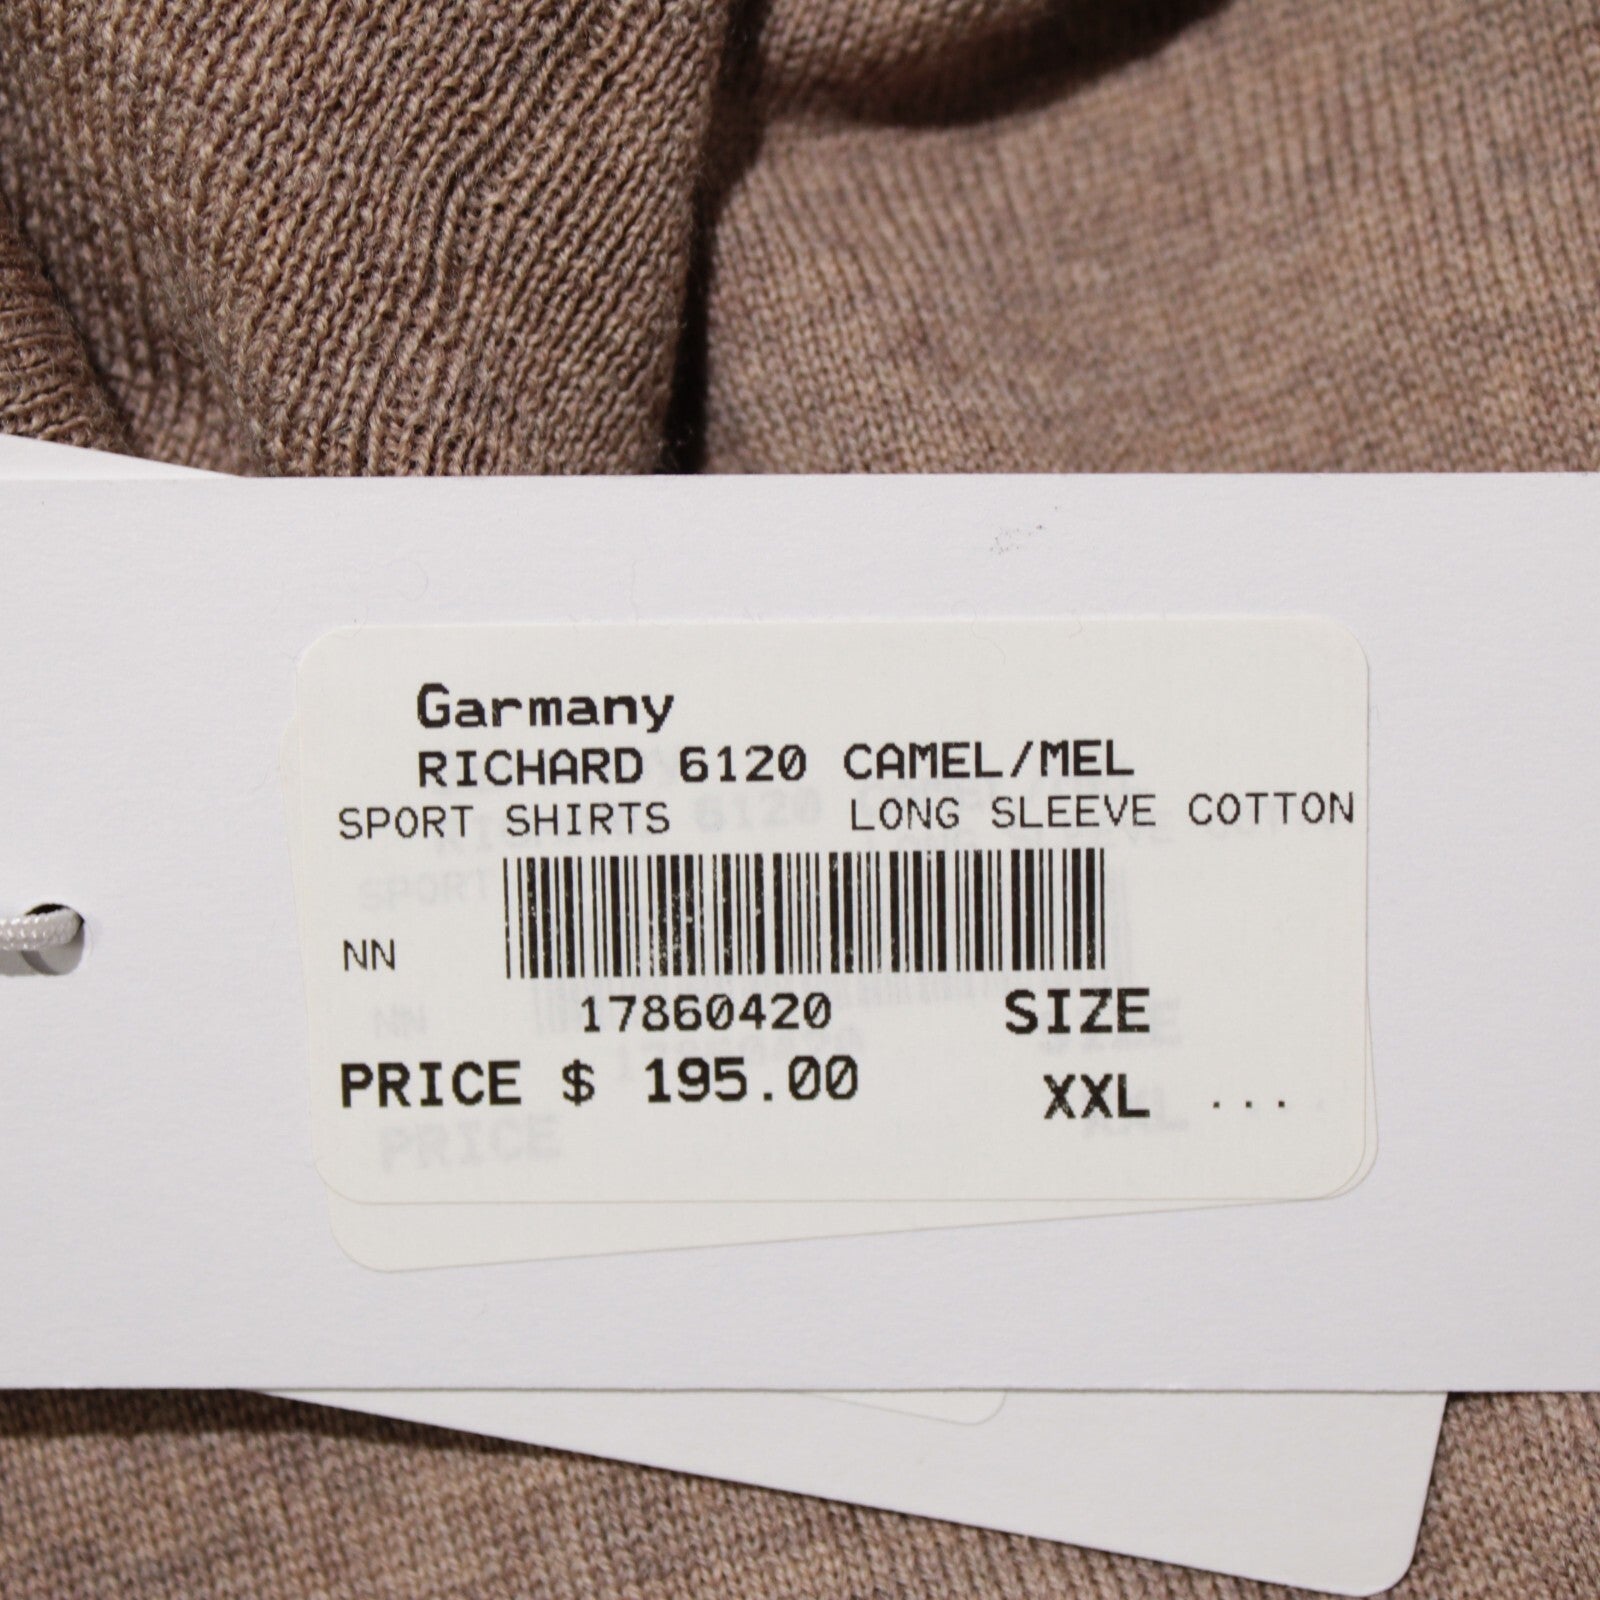 Garmany
RICHARD 6120 CAMEL/MEL
SPORT SHIRTS LONG SLEEVE COTTON
NN
17860420 SIZE
PRICE $ 195.00 XXL ...